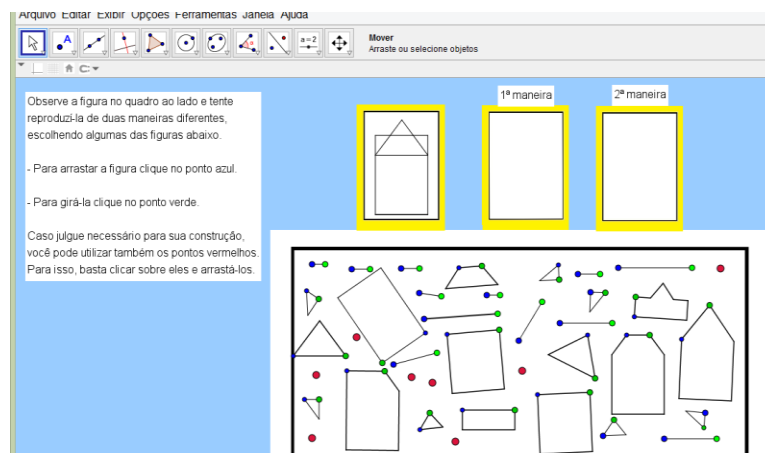 Arquivo Editar Exibir Opções Ferramentas Janela Ajuda
A
α
a=2
Mover
Arraste ou selecione objetos
Observe a figura no quadro ao lado e tente
reproduzí-la de duas maneiras diferentes,
escolhendo algumas das figuras abaixo.
- Para arrastar a figura clique no ponto azul.
- Para girá-la clique no ponto verde.
Caso julgue necessário para sua construção,
você pode utilizar também os pontos vermelhos.
Para isso, basta clicar sobre eles e arrastá-los.
1ª maneira
2ª maneira